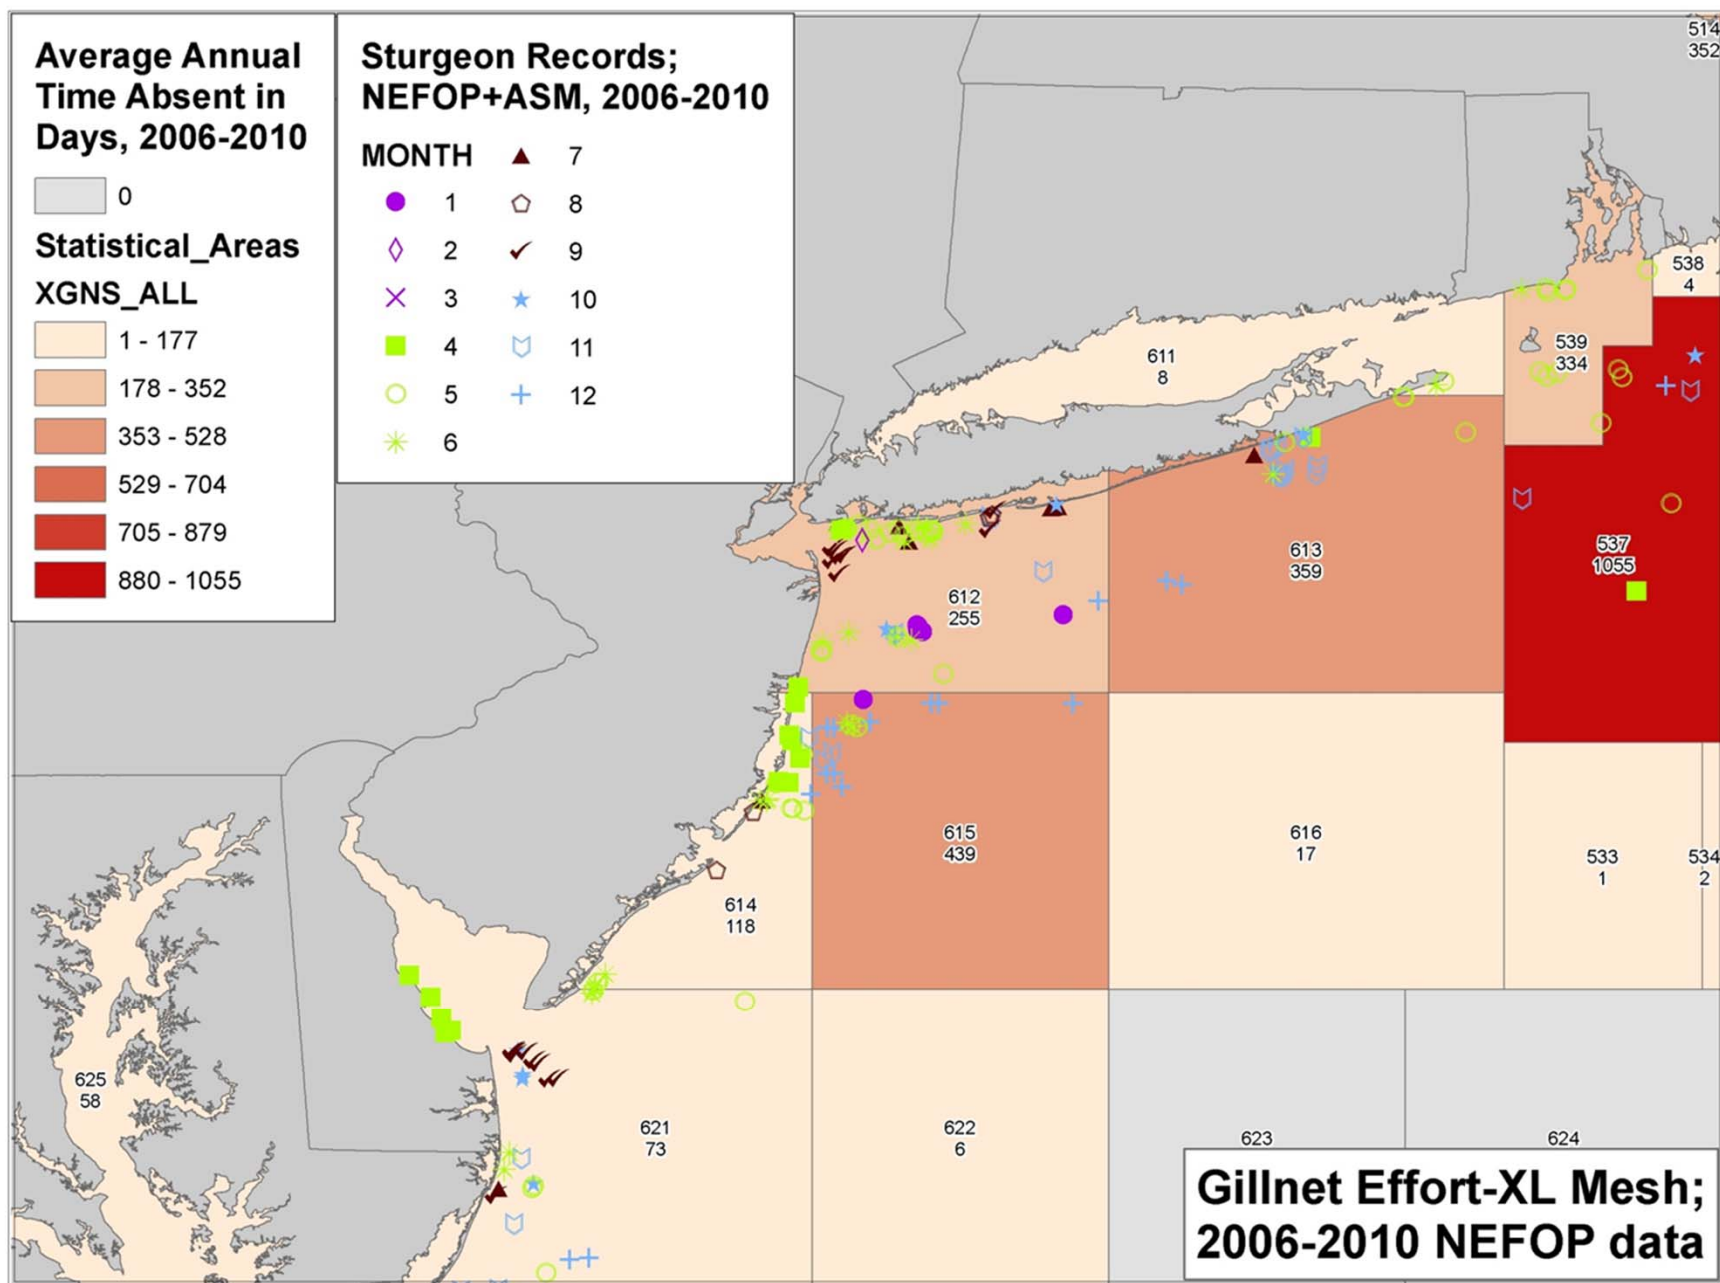 Average Annual
Time Absent in
Days, 2006-2010
0
Statistical_Areas
XGNS_ALL
1 - 177
178 - 352
353 - 528
529 - 704
705 - 879
880 - 1055
Sturgeon Records;
NEFOP+ASM, 2006-2010
MONTH
1
2
3
4
5
6
7
8
9
10
11
12
514
352
538
4
539
334
611
8
613
359
537
1055
612
255
615
439
616
17
533
1
534
2
614
118
625
58
621
73
622
6
623
624
Gillnet Effort-XL Mesh;
2006-2010 NEFOP data